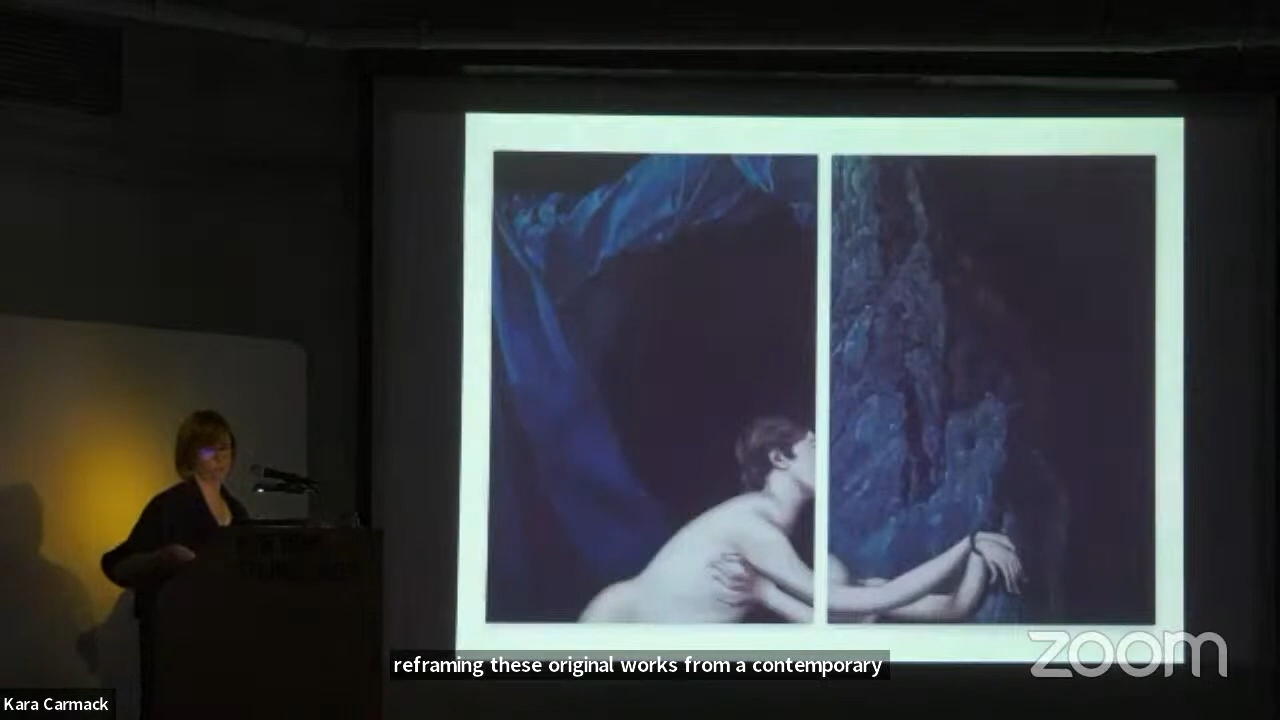 reframing these original works from a contemporary
zoom
Kara Carmack